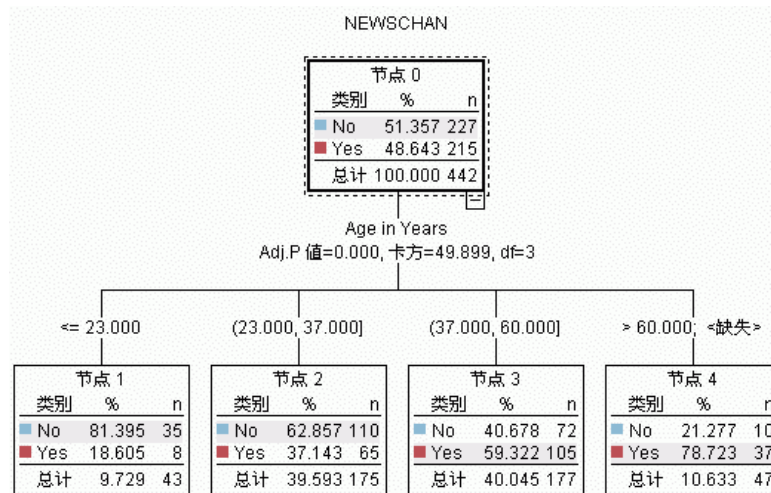 NEWSCHAN
节点 0
类别 % n
No 51.357 227
Yes 48.643 215
总计 100.000 442
Age in Years
Adj.P 值=0.000, 卡方=49.899, df=3
<= 23.000 (23.000, 37.000] (37.000, 60.000] > 60.000; <缺失>
节点 1
类别 % n
No 81.395 35
Yes 18.605 8
总计 9.729 43
节点 2
类别 % n
No 62.857 110
Yes 37.143 65
总计 39.593 175
节点 3
类别 % n
No 40.678 72
Yes 59.322 105
总计 40.045 177
节点 4
类别 % n
No 21.277 10
Yes 78.723 37
总计 10.633 47